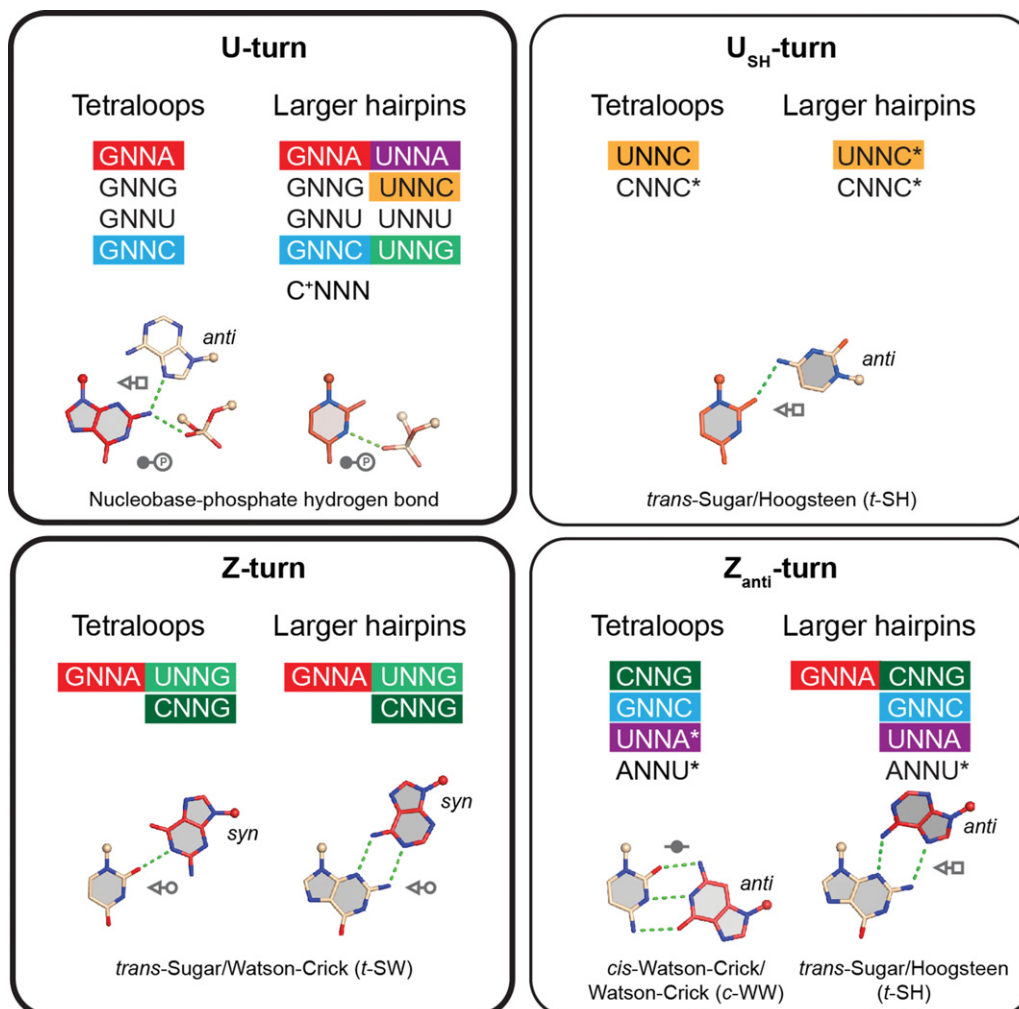 U-turn
Tetraloops Larger hairpins
GNNA GNNA UNNA
GNNG GNNG UNNC
GNNU GNNU UNNU
GNNC GNNC UNNG
C⁺NNN
anti
P P
Nucleobase-phosphate hydrogen bond
U_SH-turn
Tetraloops Larger hairpins
UNNC UNNC*
CNNC* CNNC*
anti
trans-Sugar/Hoogsteen (t-SH)
Z-turn
Tetraloops Larger hairpins
GNNA UNNG GNNA UNNG
CNNG CNNG
syn syn
trans-Sugar/Watson-Crick (t-SW)
Z_anti-turn
Tetraloops Larger hairpins
CNNG GNNA CNNG
GNNC GNNC
UNNA* UNNA
ANNU* ANNU*
anti anti
cis-Watson-Crick/ trans-Sugar/Hoogsteen
Watson-Crick (c-WW) (t-SH)